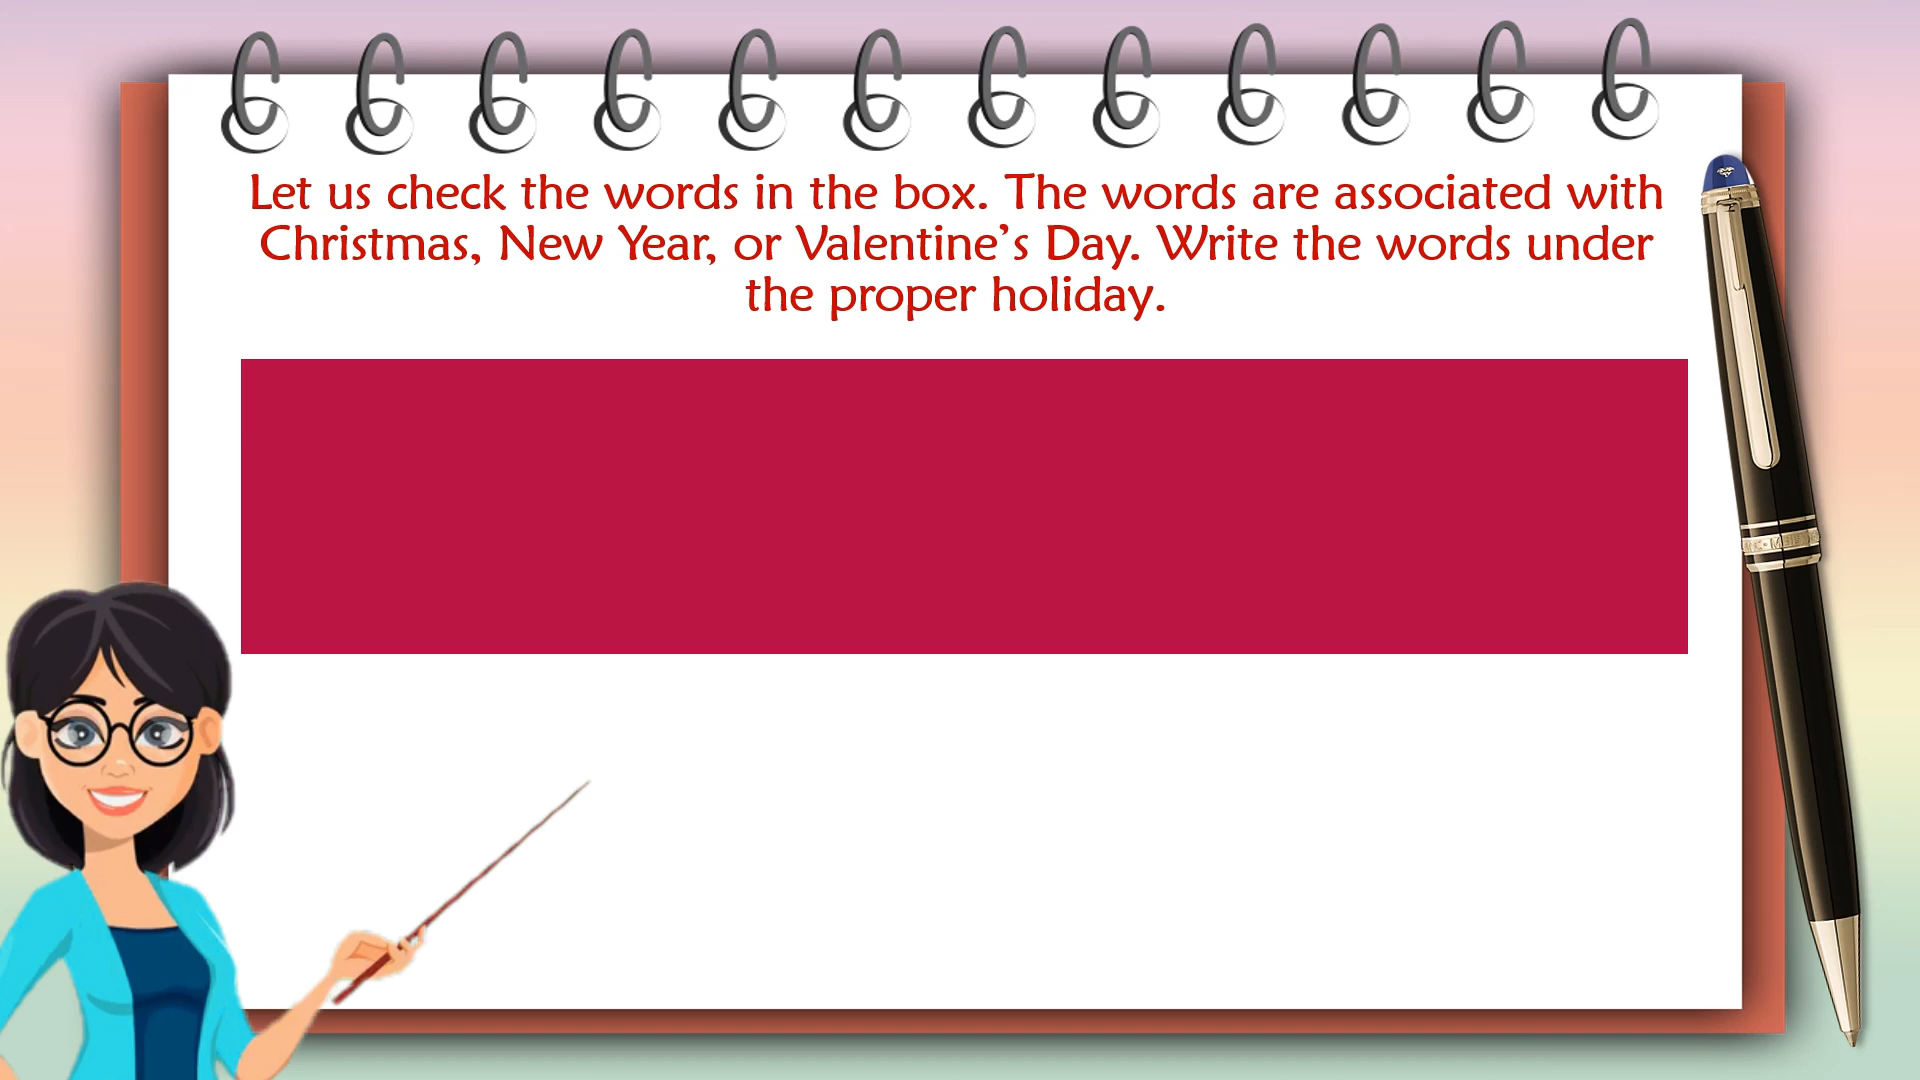 Let us check the words in the box. The words are associated with
Christmas, New Year, or Valentine’s Day. Write the words under
the proper holiday.